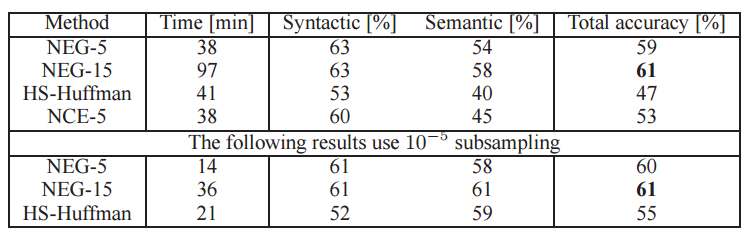 Method Time [min] Syntactic [%] Semantic [%] Total accuracy [%]
NEG-5 38 63 54 59
NEG-15 97 63 58 61
HS-Huffman 41 53 40 47
NCE-5 38 60 45 53
The following results use 10⁻⁵ subsampling
NEG-5 14 61 58 60
NEG-15 36 61 61 61
HS-Huffman 21 52 59 55